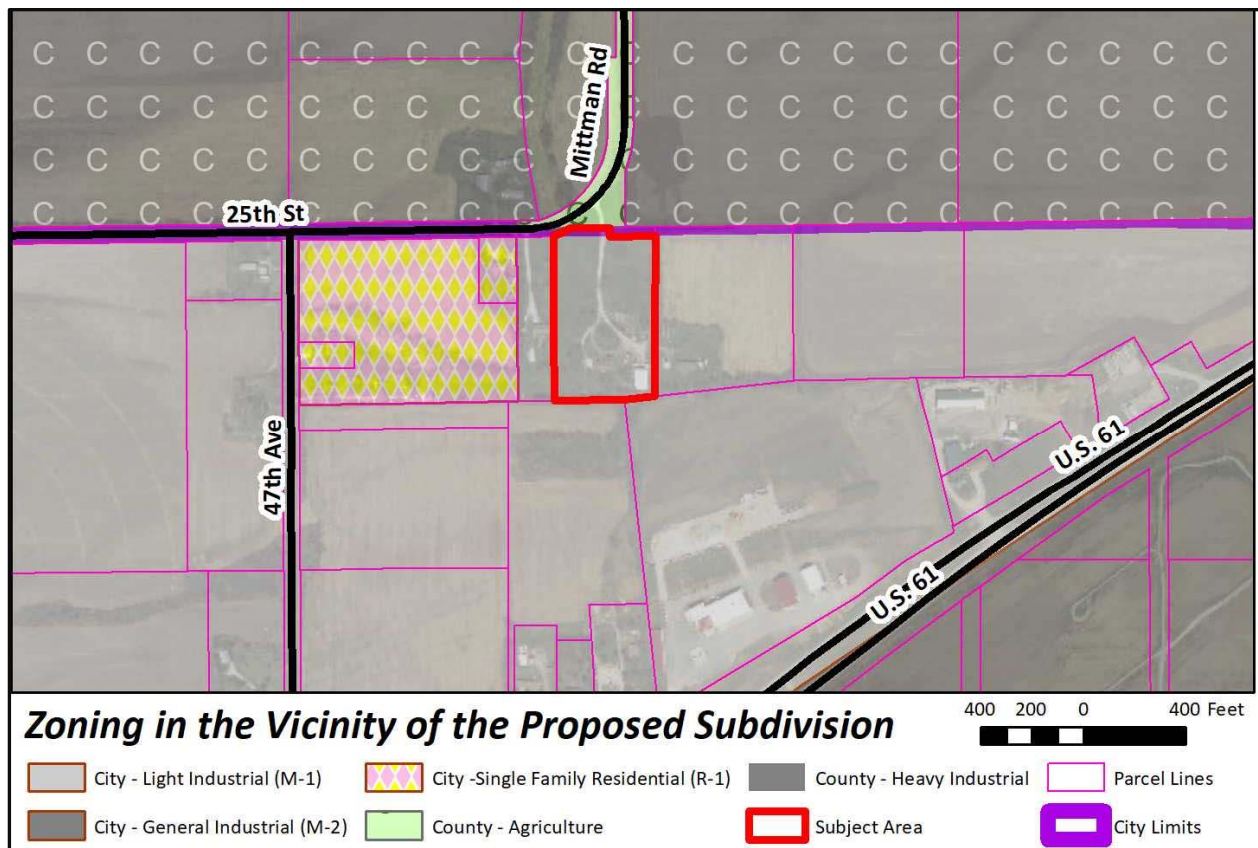 C C C C C C C C C C C C C C C C C C C C C C C
C C C C C C C C C C C C C C C C C C C C C C C
Mittman Rd
C C C C C C C C C C C C C C C C C C C C C C C
C C C C C C C C C C C C C C C C C C C C C C C
25th St
47th Ave
U.S. 61
U.S. 61
Zoning in the Vicinity of the Proposed Subdivision
400 200 0 400 Feet
City - Light Industrial (M-1)
City -Single Family Residential (R-1)
County - Heavy Industrial
Parcel Lines
City - General Industrial (M-2)
County - Agriculture
Subject Area
City Limits